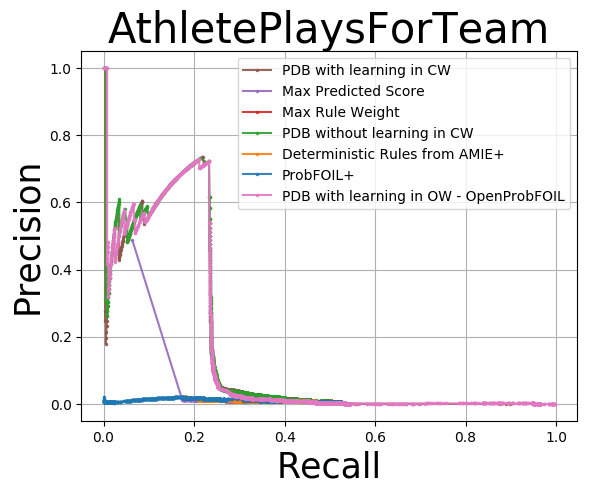 AthletePlaysForTeam
PDB with learning in CW
Max Predicted Score
Max Rule Weight
PDB without learning in CW
Deterministic Rules from AMIE+
ProbFOIL+
PDB with learning in OW - OpenProbFOIL
Precision
1.0
0.8
0.6
0.4
0.2
0.0
0.0 0.2 0.4 0.6 0.8 1.0
Recall